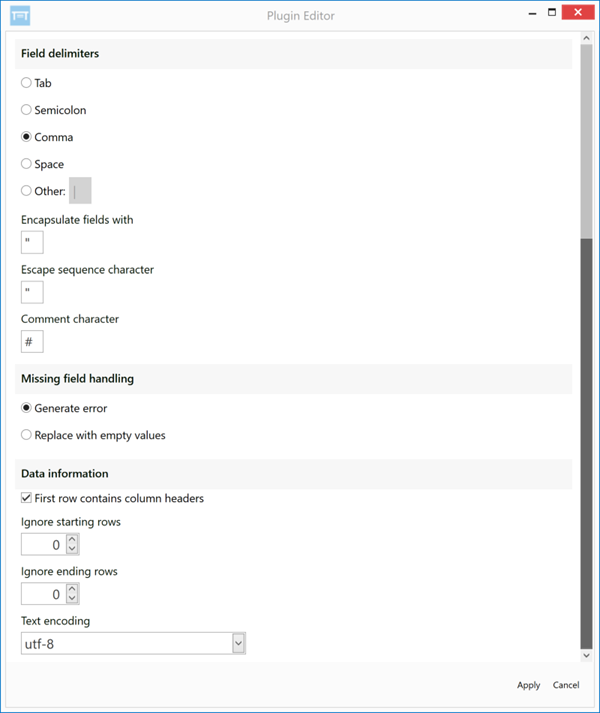 Plugin Editor
Field delimiters
Tab
Semicolon
Comma
Space
Other: |
Encapsulate fields with
"
Escape sequence character
"
Comment character
#
Missing field handling
Generate error
Replace with empty values
Data information
First row contains column headers
Ignore starting rows
0
Ignore ending rows
0
Text encoding
utf-8
Apply Cancel